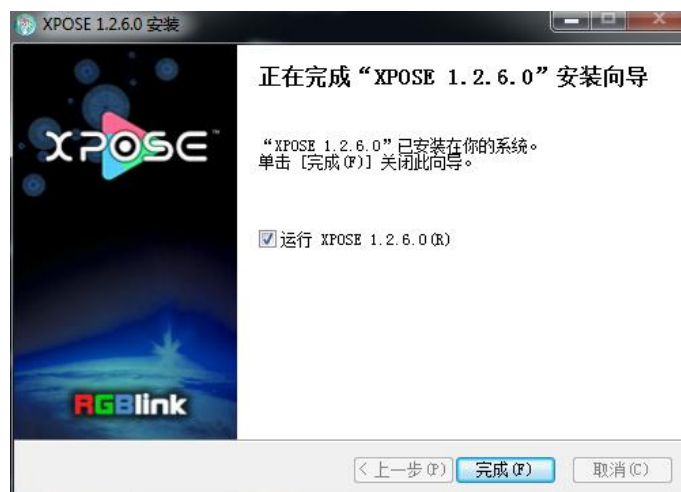 XPOSE 1.2.6.0 安装
正在完成“XPOSE 1.2.6.0”安装向导
XPOSE™
“XPOSE 1.2.6.0”已安装在你的系统。
单击 [完成(F)] 关闭此向导。
运行 XPOSE 1.2.6.0(R)
RGBlink
<上一步(P)
完成(F)
取消(C)